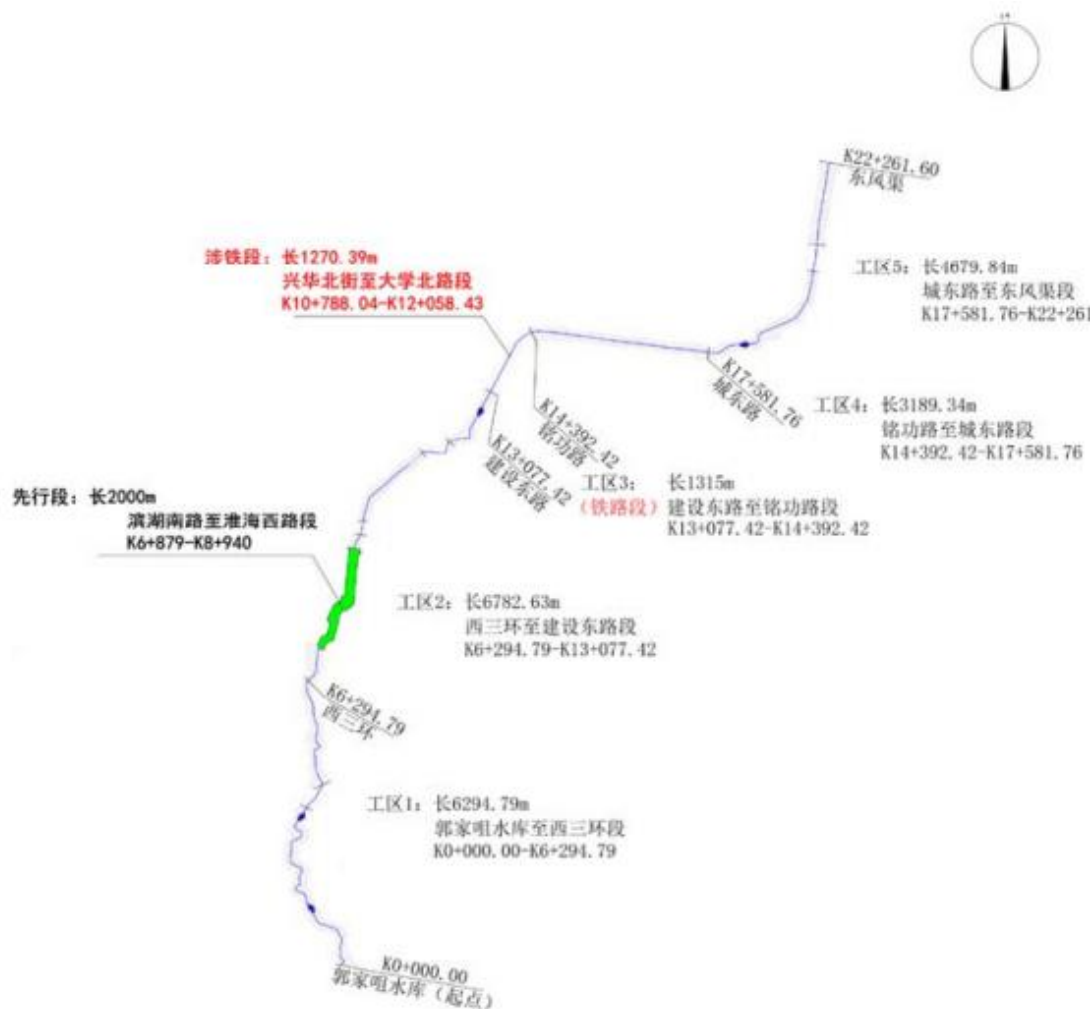 K22+261.60
东风渠
涉铁段：长1270.39m
兴华北街至大学北路段
K10+788.04-K12+058.43
工区5：长4679.84m
城东路至东风渠段
K17+581.76-K22+261
K17+581.76
城东路
工区4：长3189.34m
铭功路至城东路段
K14+392.42-K17+581.76
K14+392.42
铭功路
K13+077.42
建设东路
工区3：长1315m
（铁路段）建设东路至铭功路段
K13+077.42-K14+392.42
先行段：长2000m
滨湖南路至淮海西路段
K6+879-K8+940
工区2：长6782.63m
西三环至建设东路段
K6+294.79-K13+077.42
K6+294.79
西三环
工区1：长6294.79m
郭家咀水库至西三环段
K0+000.00-K6+294.79
K0+000.00
郭家咀水库（起点）